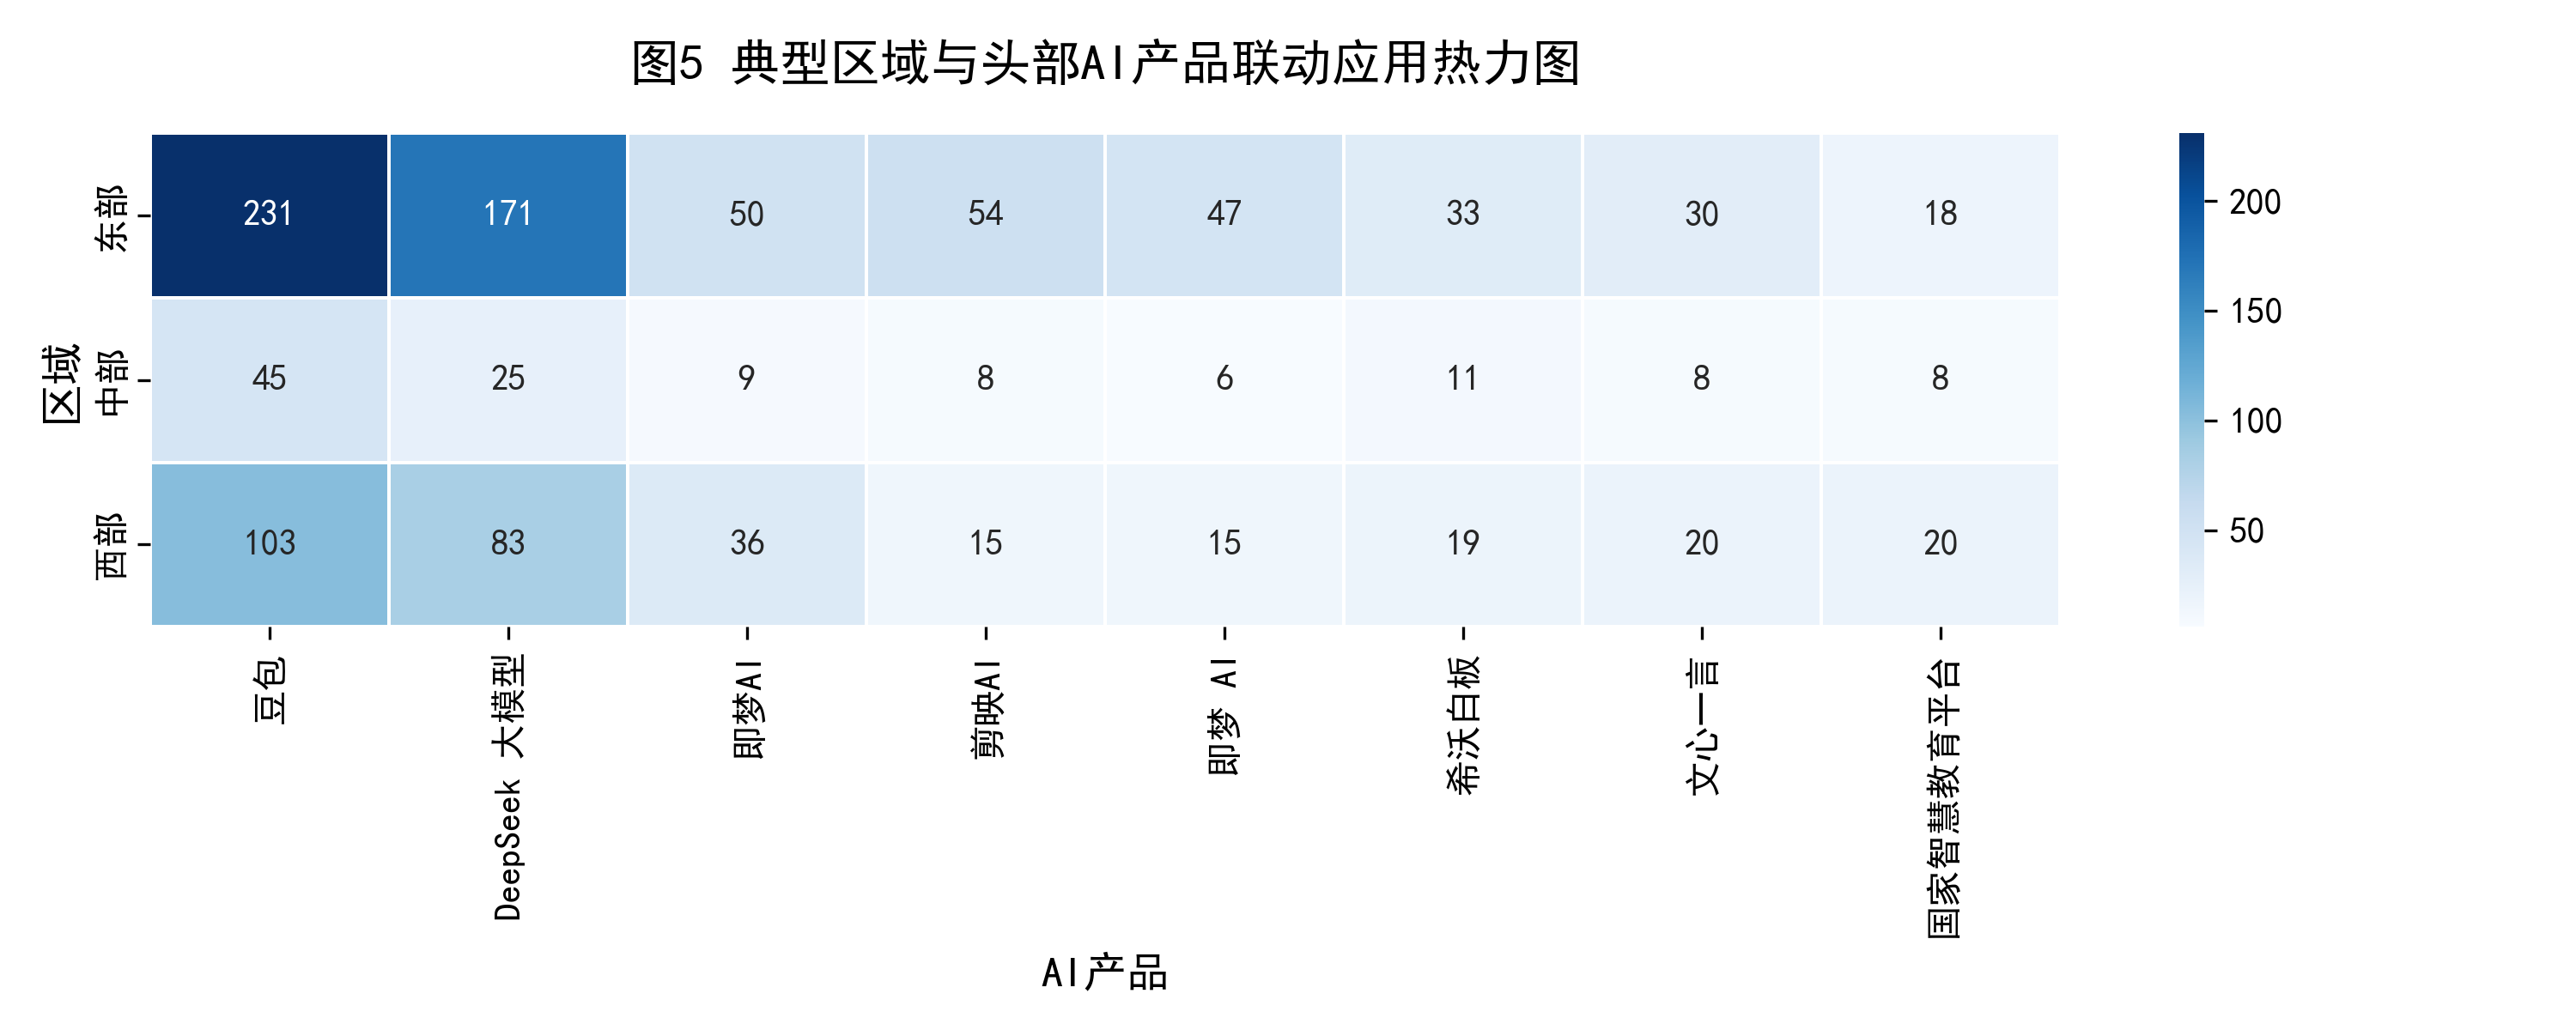 图5 典型区域与头部AI产品联动应用热力图
区域
东部
231 171 50 54 47 33 30 18
中部
45 25 9 8 6 11 8 8
西部
103 83 36 15 15 19 20 20
豆包
DeepSeek 大模型
即梦AI
剪映AI
即梦 AI
希沃白板
文心一言
国家智慧教育平台
AI产品
200
150
100
50